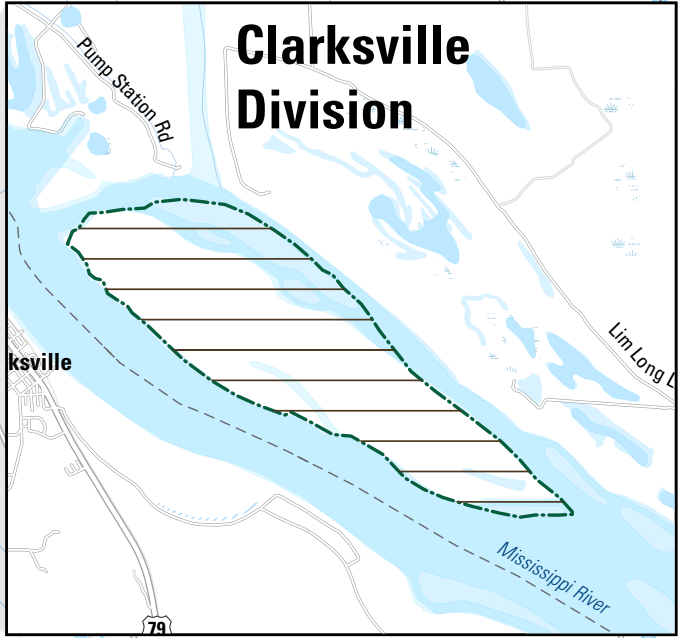 Clarksville
Division
Pump Station Rd
ksville
Lim Long L
Mississippi River
79